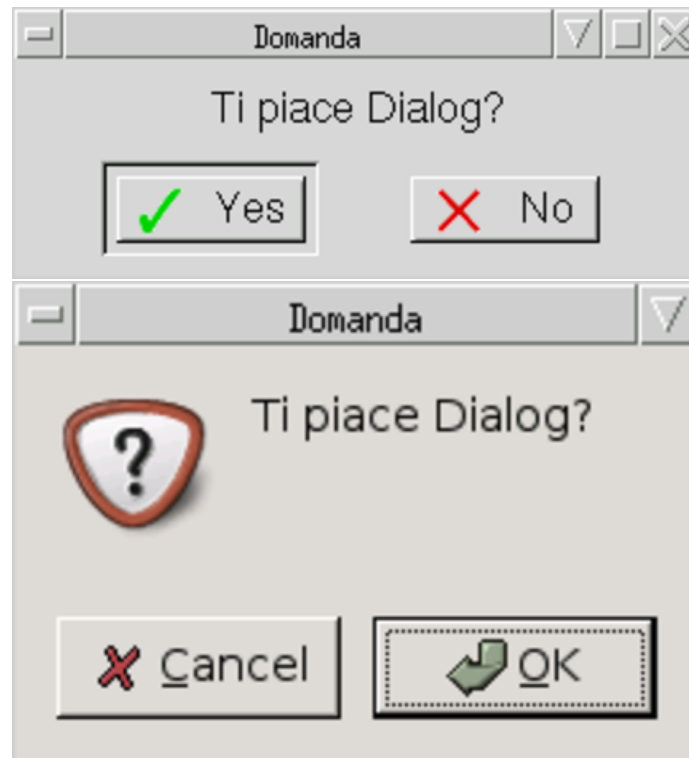 Domanda
Ti piace Dialog?
Yes No
Domanda
Ti piace Dialog?
Cancel OK